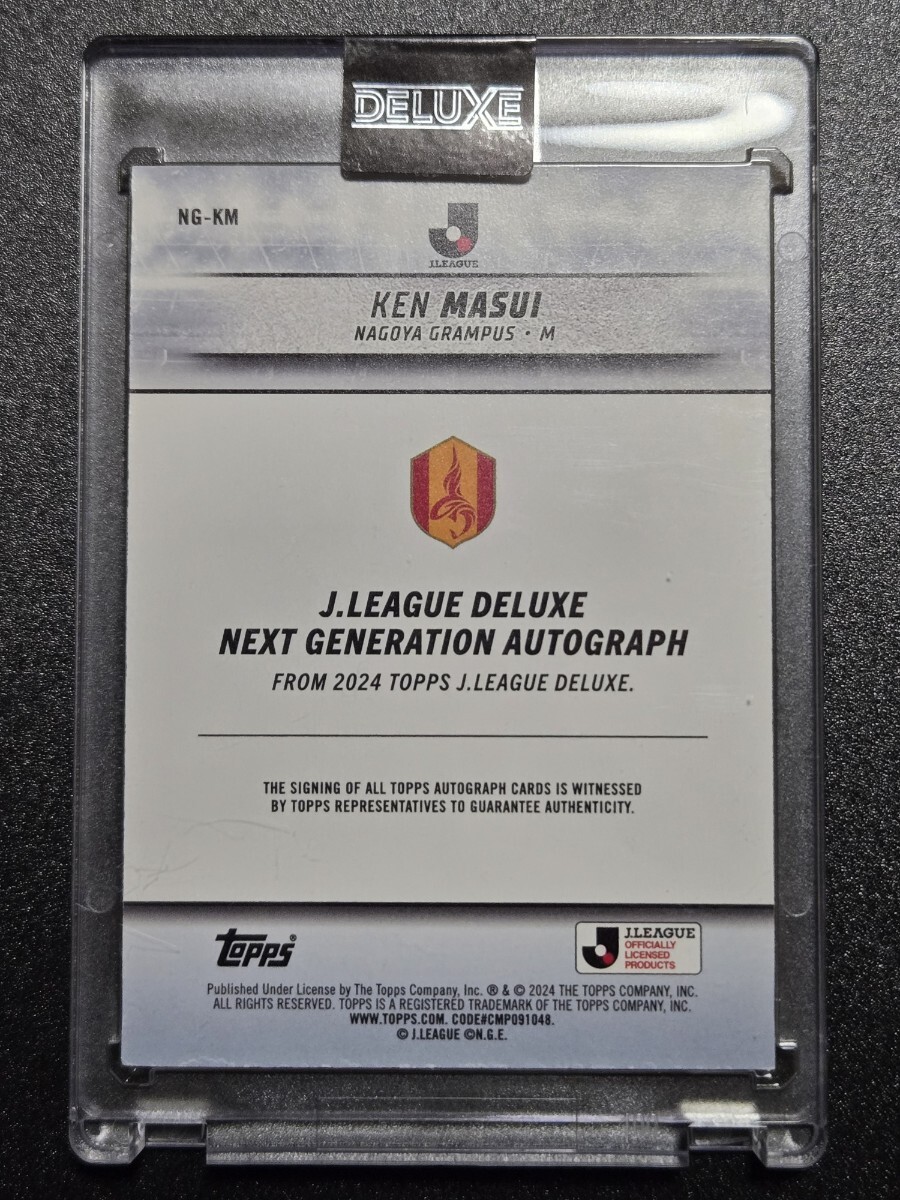 DELUXE
NG-KM
J.LEAGUE
KEN MASUI
NAGOYA GRAMPUS • M
J.LEAGUE DELUXE
NEXT GENERATION AUTOGRAPH
FROM 2024 TOPPS J.LEAGUE DELUXE.
THE SIGNING OF ALL TOPPS AUTOGRAPH CARDS IS WITNESSED
BY TOPPS REPRESENTATIVES TO GUARANTEE AUTHENTICITY.
TOPPS®
J.LEAGUE
OFFICIALLY
LICENSED
PRODUCTS
Published Under License by The Topps Company, Inc. ® & © 2024 THE TOPPS COMPANY, INC.
ALL RIGHTS RESERVED. TOPPS IS A REGISTERED TRADEMARK OF THE TOPPS COMPANY, INC.
WWW.TOPPS.COM. CODE#CMP091048.
© J.LEAGUE ©N.G.E.